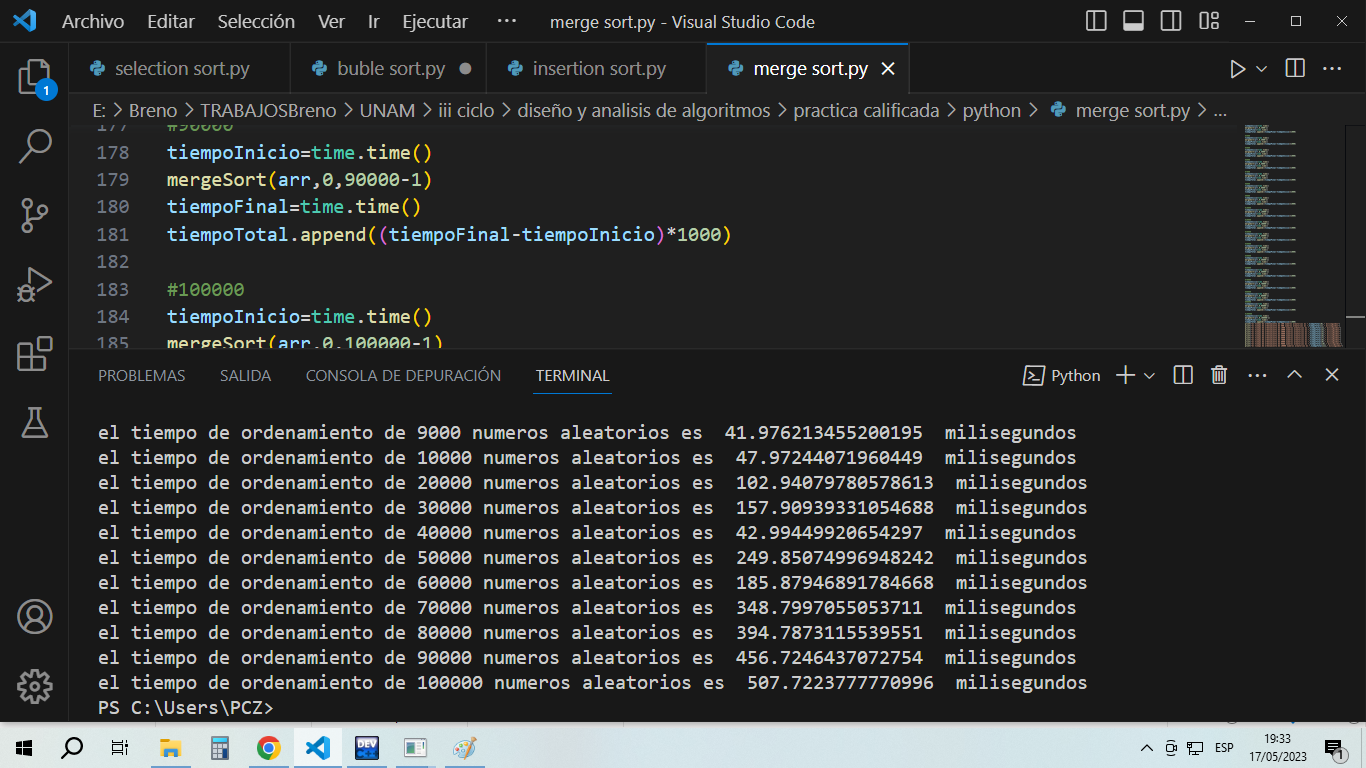 Archivo Editar Selección Ver Ir Ejecutar ··· merge sort.py - Visual Studio Code
selection sort.py buble sort.py insertion sort.py merge sort.py
E: > Breno > TRABAJOSBreno > UNAM > iii ciclo > diseño y analisis de algoritmos > practica calificada > python > merge sort.py > ...
1
177 #90000
178 tiempoInicio=time.time()
179 mergeSort(arr,0,90000-1)
180 tiempoFinal=time.time()
181 tiempoTotal.append((tiempoFinal-tiempoInicio)*1000)
182
183 #100000
184 tiempoInicio=time.time()
185 mergeSort(arr,0,100000-1)
PROBLEMAS SALIDA CONSOLA DE DEPURACIÓN TERMINAL Python
el tiempo de ordenamiento de 9000 numeros aleatorios es  41.976213455200195  milisegundos
el tiempo de ordenamiento de 10000 numeros aleatorios es  47.97244071960449  milisegundos
el tiempo de ordenamiento de 20000 numeros aleatorios es  102.94079780578613  milisegundos
el tiempo de ordenamiento de 30000 numeros aleatorios es  157.90939331054688  milisegundos
el tiempo de ordenamiento de 40000 numeros aleatorios es  42.99449920654297  milisegundos
el tiempo de ordenamiento de 50000 numeros aleatorios es  249.85074996948242  milisegundos
el tiempo de ordenamiento de 60000 numeros aleatorios es  185.87946891784668  milisegundos
el tiempo de ordenamiento de 70000 numeros aleatorios es  348.7997055053711  milisegundos
el tiempo de ordenamiento de 80000 numeros aleatorios es  394.7873115539551  milisegundos
el tiempo de ordenamiento de 90000 numeros aleatorios es  456.7246437072754  milisegundos
el tiempo de ordenamiento de 100000 numeros aleatorios es  507.7223777770996  milisegundos
PS C:\Users\PCZ>
DEV C++ ESP 19:33
17/05/2023 1